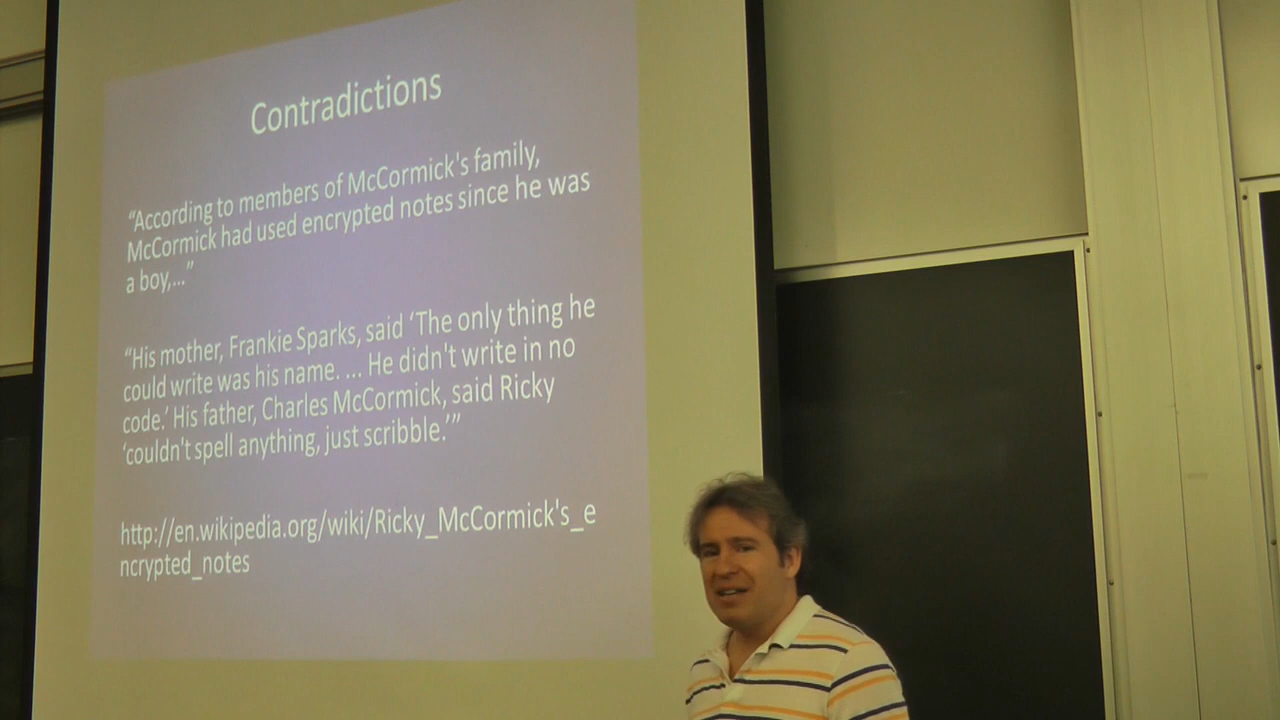 Contradictions
“According to members of McCormick's family,
McCormick had used encrypted notes since he was
a boy,...”
“His mother, Frankie Sparks, said ‘The only thing he
could write was his name. ... He didn't write in no
code.’ His father, Charles McCormick, said Ricky
‘couldn't spell anything, just scribble.’”
http://en.wikipedia.org/wiki/Ricky_McCormick's_e
ncrypted_notes